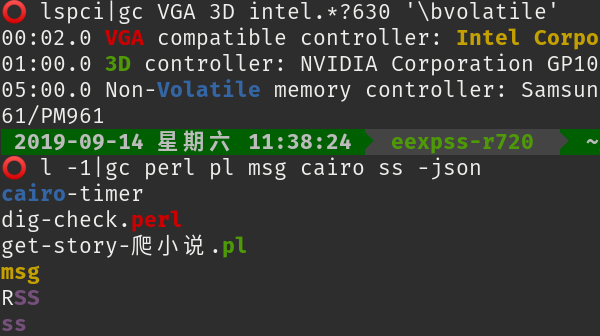 lspci|gc VGA 3D intel.*?630 '\bvolatile'
00:02.0 VGA compatible controller: Intel Corpo
01:00.0 3D controller: NVIDIA Corporation GP10
05:00.0 Non-Volatile memory controller: Samsun
61/PM961
2019-09-14 星期六 11:38:24 eexpss-r720 ~
l -1|gc perl pl msg cairo ss -json
cairo-timer
dig-check.perl
get-story-爬小说.pl
msg
RSS
ss